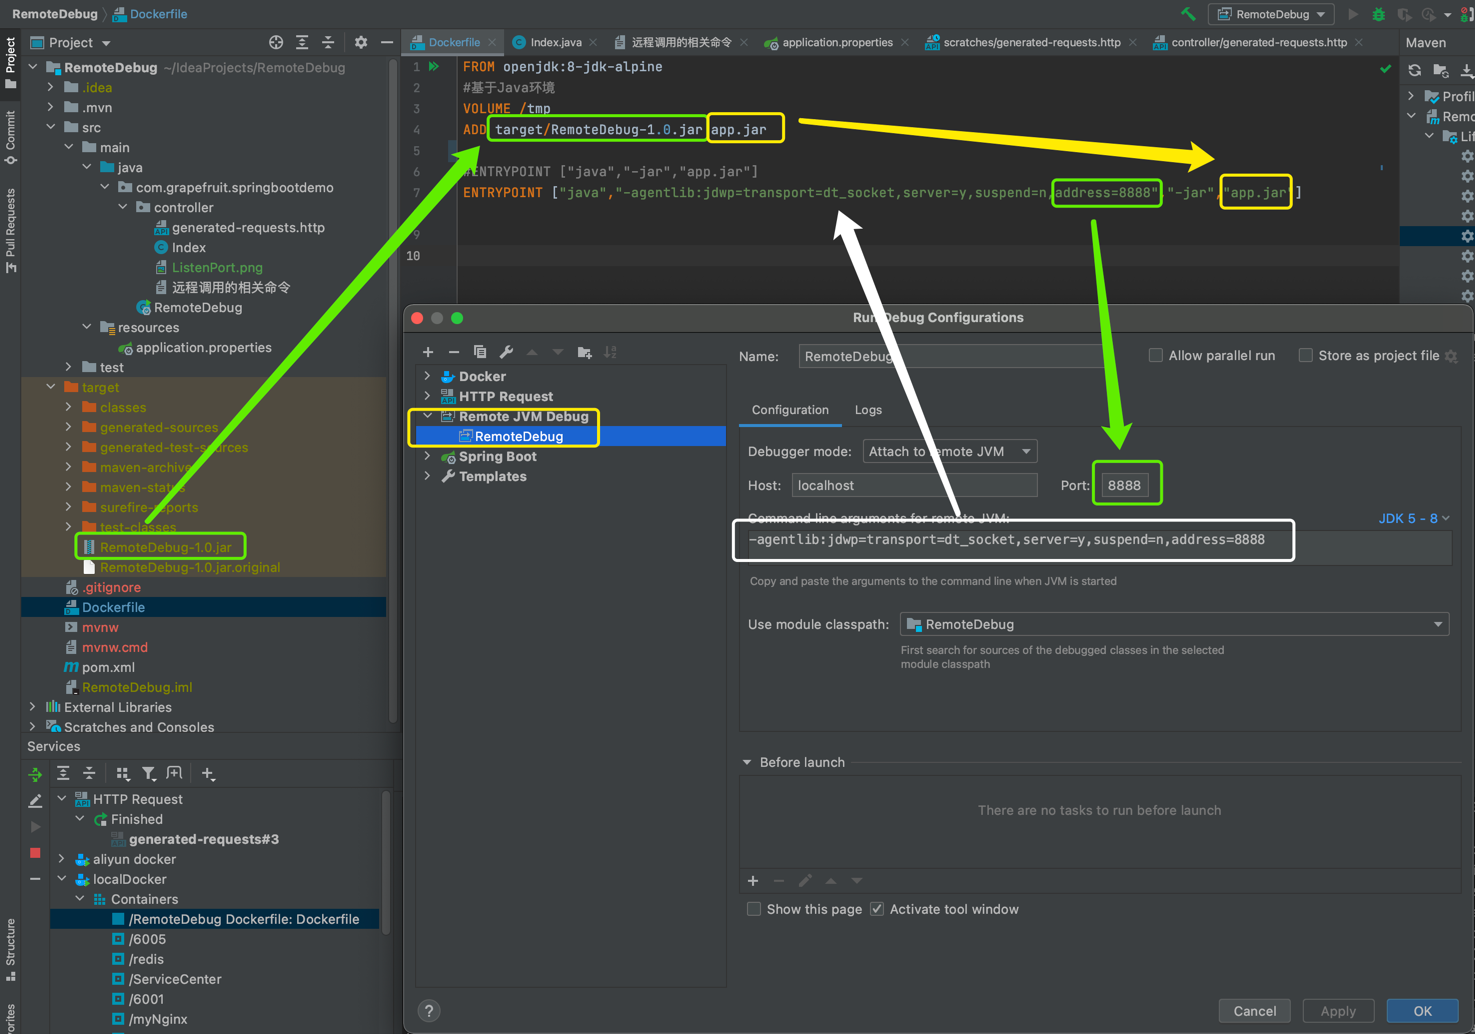 RemoteDebug
Dockerfile
RemoteDebug
Project
Dockerfile
Index.java
远程调用的相关命令
application.properties
scratches/generated-requests.http
controller/generated-requests.http
Maven
Project
Commit
Pull Requests
Structure
RemoteDebug ~/IdeaProjects/RemoteDebug
.idea
.mvn
src
main
java
com.grapefruit.springbootdemo
controller
generated-requests.http
Index
ListenPort.png
远程调用的相关命令
RemoteDebug
resources
application.properties
test
target
classes
generated-sources
generated-test-sources
maven-archive
maven-status
surefire-reports
test-classes
RemoteDebug-1.0.jar
RemoteDebug-1.0.jar.original
.gitignore
Dockerfile
mvnw
mvnw.cmd
pom.xml
RemoteDebug.iml
External Libraries
Scratches and Consoles
1 FROM openjdk:8-jdk-alpine
2 #基于Java环境
3 VOLUME /tmp
4 ADD target/RemoteDebug-1.0.jar app.jar
5
6 #ENTRYPOINT ["java","-jar","app.jar"]
7 ENTRYPOINT ["java","-agentlib:jdwp=transport=dt_socket,server=y,suspend=n,address=8888","-jar","app.jar"]
9
10
Profil
Remo
Lif
Services
HTTP Request
Finished
generated-requests#3
aliyun docker
localDocker
Containers
/RemoteDebug Dockerfile: Dockerfile
/6005
/redis
/ServiceCenter
/6001
/myNginx
Run/Debug Configurations
Docker
HTTP Request
Remote JVM Debug
RemoteDebug
Spring Boot
Templates
Name: RemoteDebug
Allow parallel run
Store as project file
Configuration
Logs
Debugger mode: Attach to remote JVM
Host: localhost
Port: 8888
Command line arguments for remote JVM:
JDK 5 - 8
-agentlib:jdwp=transport=dt_socket,server=y,suspend=n,address=8888
Copy and paste the arguments to the command line when JVM is started
Use module classpath: RemoteDebug
First search for sources of the debugged classes in the selected
module classpath
Before launch
There are no tasks to run before launch
Show this page
Activate tool window
?
Cancel
Apply
OK